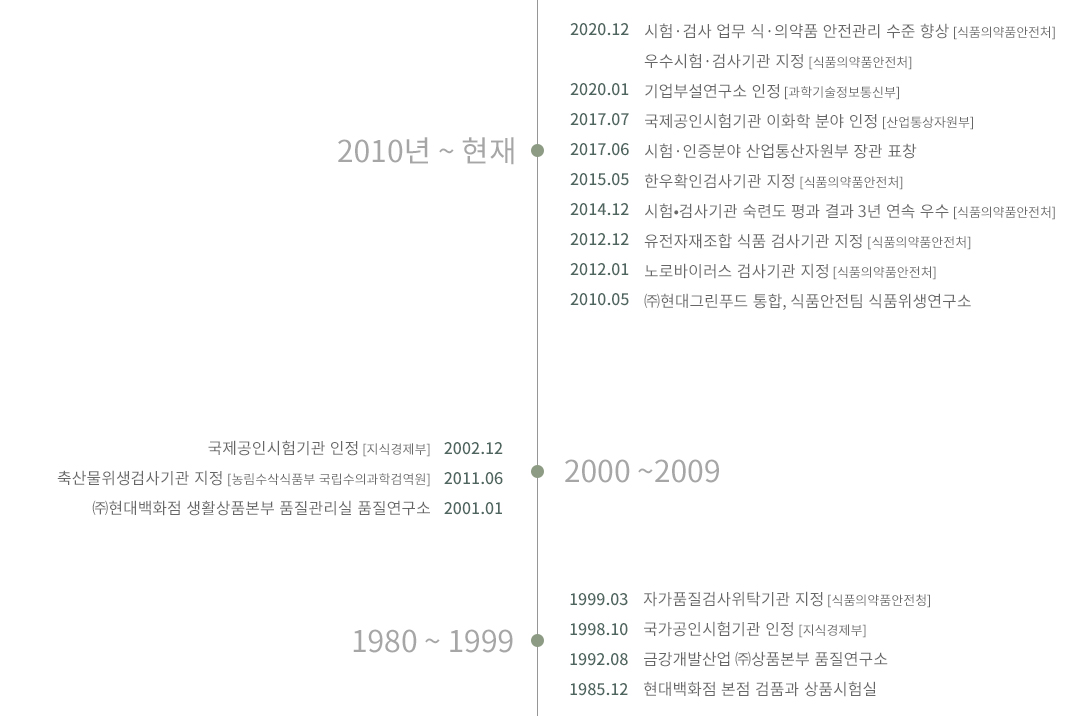 2010년 ~ 현재
2020.12 시험·검사 업무 식·의약품 안전관리 수준 향상 [식품의약품안전처]
우수시험·검사기관 지정 [식품의약품안전처]
2020.01 기업부설연구소 인정 [과학기술정보통신부]
2017.07 국제공인시험기관 이화학 분야 인정 [산업통상자원부]
2017.06 시험·인증분야 산업통산자원부 장관 표창
2015.05 한우확인검사기관 지정 [식품의약품안전처]
2014.12 시험•검사기관 숙련도 평과 결과 3년 연속 우수 [식품의약품안전처]
2012.12 유전자재조합 식품 검사기관 지정 [식품의약품안전처]
2012.01 노로바이러스 검사기관 지정 [식품의약품안전처]
2010.05 ㈜현대그린푸드 통합, 식품안전팀 식품위생연구소
2000 ~2009
국제공인시험기관 인정 [지식경제부] 2002.12
축산물위생검사기관 지정 [농림수삭식품부 국립수의과학검역원] 2011.06
㈜현대백화점 생활상품본부 품질관리실 품질연구소 2001.01
1980 ~ 1999
1999.03 자가품질검사위탁기관 지정 [식품의약품안전청]
1998.10 국가공인시험기관 인정 [지식경제부]
1992.08 금강개발산업 ㈜상품본부 품질연구소
1985.12 현대백화점 본점 검품과 상품시험실